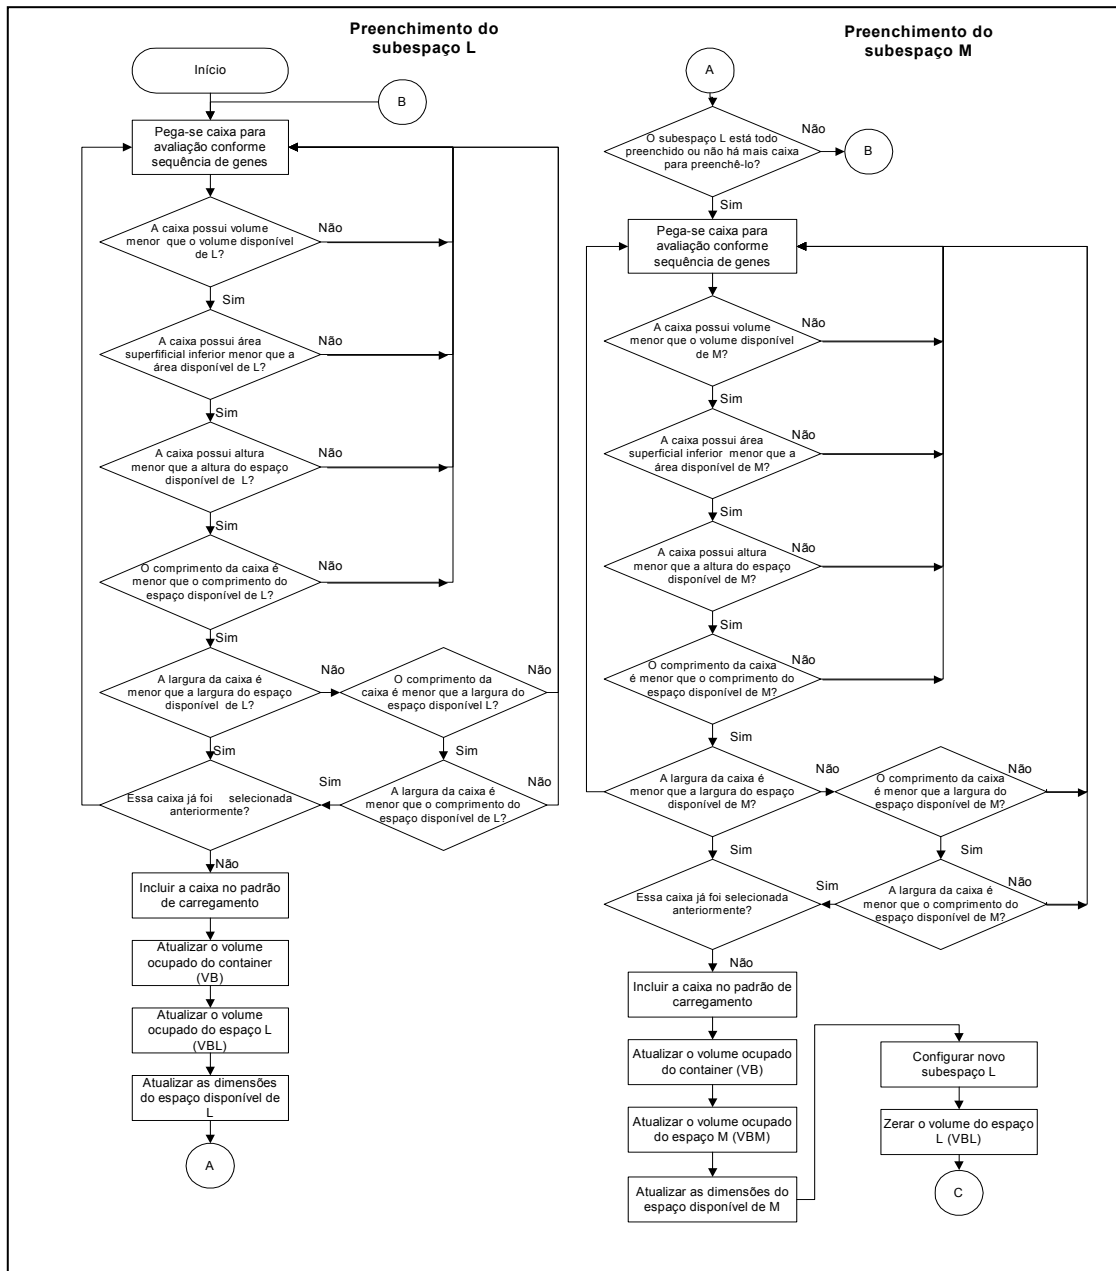 Preenchimento do
subespaço L
Início
B
Pega-se caixa para
avaliação conforme
sequência de genes
A caixa possui volume
menor que o volume disponível
de L?
Não
Sim
A caixa possui área
superfificial inferior menor que a
área disponível de L?
Não
Sim
A caixa possui altura
menor que a altura do espaço
disponível de L?
Não
Sim
O comprimento da caixa é
menor que o comprimento do
espaço disponível de L?
Não
Sim
A largura da caixa é
menor que a largura do espaço
disponível de L?
Não
O comprimento da
caixa é menor que a largura do
espaço disponível L?
Não
Sim
Sim
Essa caixa já foi selecionada
anteriormente?
Sim
A largura da caixa é
menor que o comprimento do
espaço disponível de L?
Não
Não
Incluir a caixa no padrão
de carregamento
Atualizar o volume
ocupado do container
(VB)
Atualizar o volume
ocupado do espaço L
(VBL)
Atualizar as dimensões
do espaço disponível de
L
A
Preenchimento do
subespaço M
A
O subespaço L está todo
preenchido ou não há mais caixa
para preenchê-lo?
Não
B
Sim
Pega-se caixa para
avaliação conforme
sequência de genes
A caixa possui volume
menor que o volume disponível
de M?
Não
Sim
A caixa possui área
superficial inferior menor que a
área disponível de M?
Não
Sim
A caixa possui altura
menor que a altura do espaço
disponível de M?
Não
Sim
O comprimento da caixa
é menor que o comprimento do
espaço disponível de M?
Não
Sim
A largura da caixa é
menor que a largura do espaço
disponível de M?
Não
O comprimento da caixa
é menor que a largura do
espaço disponível de M?
Não
Sim
Sim
Essa caixa já foi selecionada
anteriormente?
Sim
A largura da caixa é
menor que o comprimento do
espaço disponível de M?
Não
Não
Incluir a caixa no padrão de
carregamento
Atualizar o volume ocupado
do container (VB)
Atualizar o volume ocupado
do espaço M (VBM)
Atualizar as dimensões do
espaço disponível de M
Configurar novo
subespaço L
Zerar o volume do espaço
L (VBL)
C